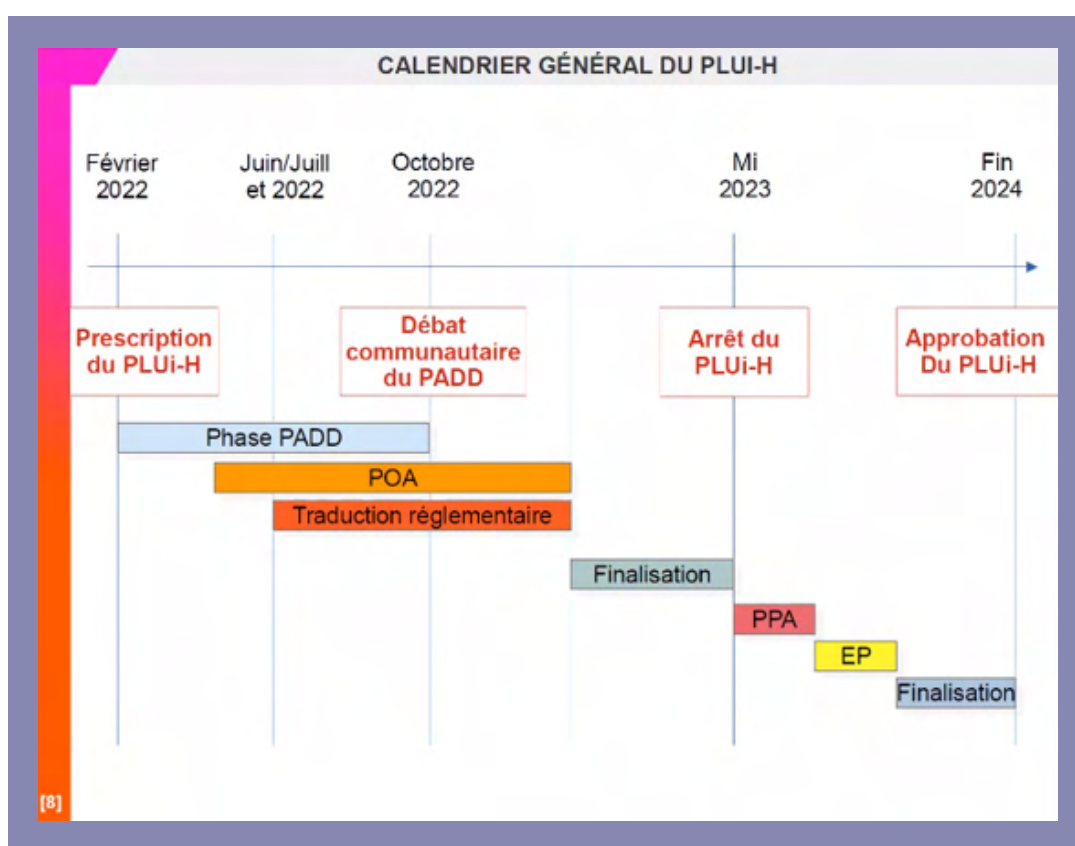 CALENDRIER GÉNÉRAL DU PLUI-H
Février
2022
Juin/Juill
et 2022
Octobre
2022
Mi
2023
Fin
2024
Prescription
du PLUi-H
Débat
communautaire
du PADD
Arrêt du
PLUi-H
Approbation
Du PLUi-H
Phase PADD
POA
Traduction réglementaire
Finalisation
PPA
EP
Finalisation
[8]